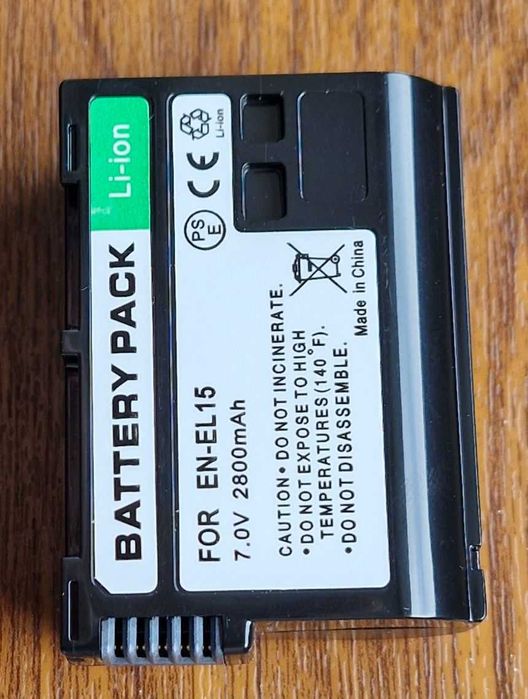 BATTERY PACK
Li-ion
FOR EN-EL15
7.0V 2800mAh
PS
E
CE
Li-ion
CAUTION • DO NOT INCINERATE.
•DO NOT EXPOSE TO HIGH
TEMPERATURES (140°F).
•DO NOT DISASSEMBLE.
Made in China